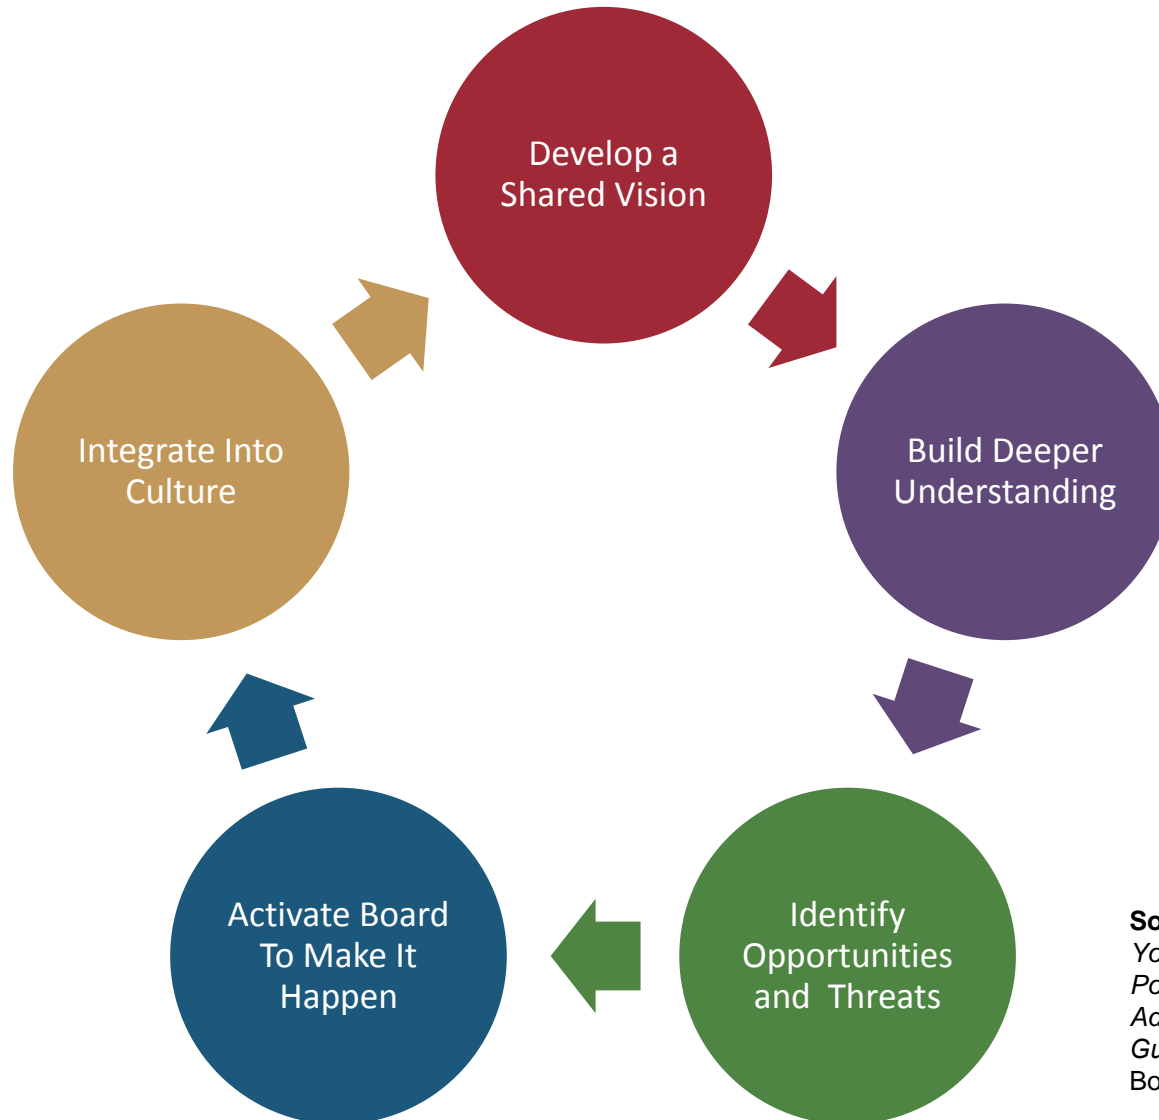 Develop a
Shared Vision
Build Deeper
Understanding
Identify
Opportunities
and  Threats
Activate Board
To Make It
Happen
Integrate Into
Culture